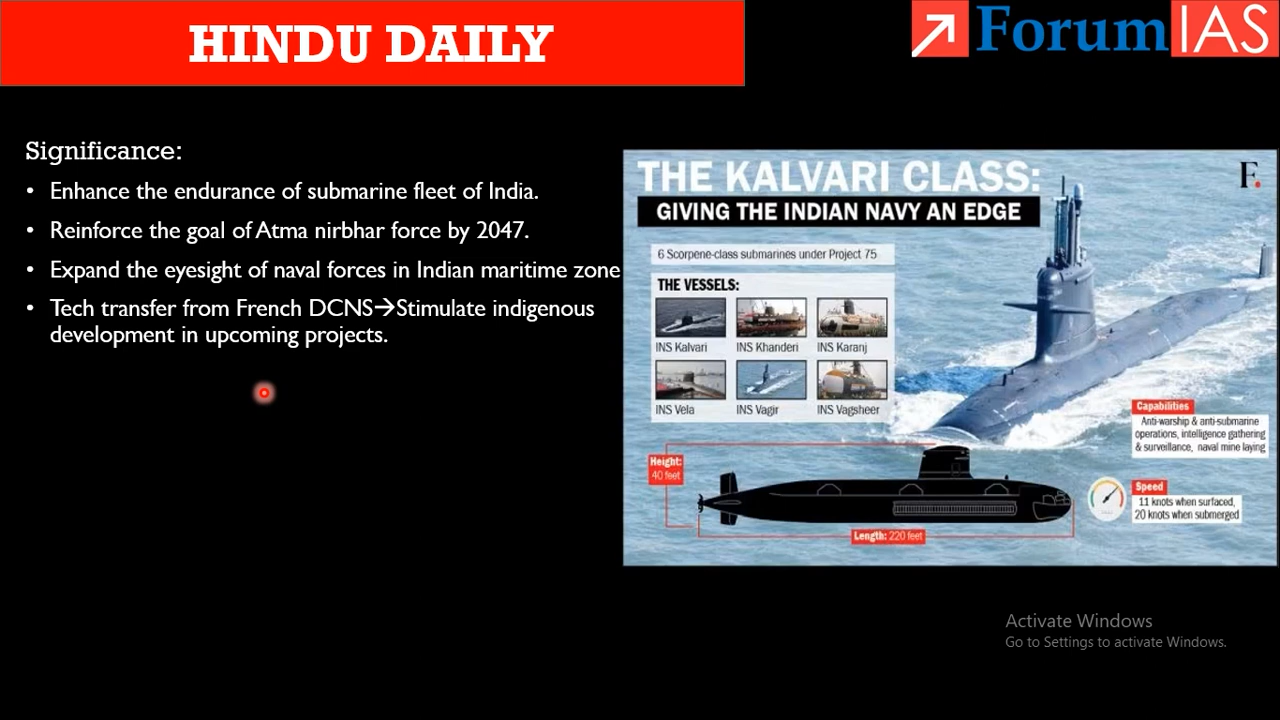 HINDU DAILY
ForumIAS
Significance:
• Enhance the endurance of submarine fleet of India.
• Reinforce the goal of Atma nirbhar force by 2047.
• Expand the eyesight of naval forces in Indian maritime zone
• Tech transfer from French DCNS→Stimulate indigenous
development in upcoming projects.
THE KALVARI CLASS:
F.
GIVING THE INDIAN NAVY AN EDGE
6 Scorpene-class submarines under Project 75
THE VESSELS:
INS Kalvari
INS Khanderi
INS Karanj
INS Vela
INS Vagir
INS Vagsheer
Capabilities
Anti-warship & anti-submarine
operations, intelligence gathering
& surveillance, naval mine laying
Height:
40 feet
Speed
11 knots when surfaced,
20 knots when submerged
Length: 220 feet
Activate Windows
Go to Settings to activate Windows.